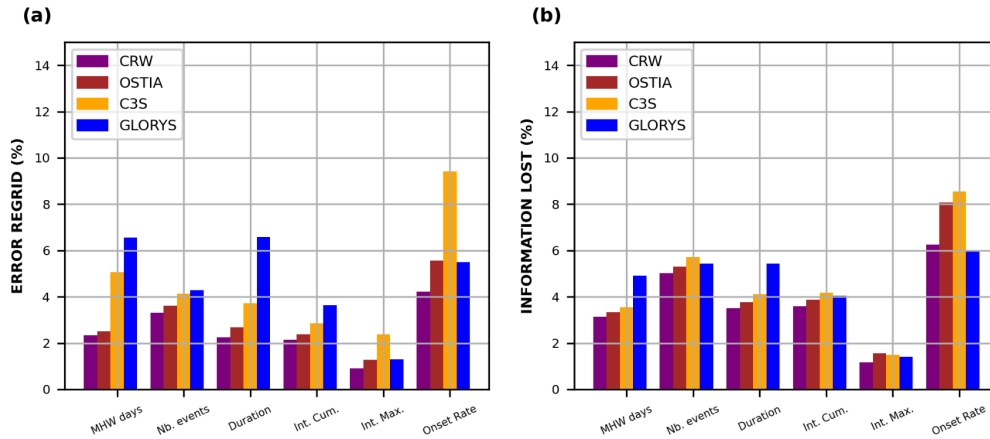 (a)
ERROR REGRID (%)
14
12
10
8
6
4
2
0
CRW
OSTIA
C3S
GLORYS
MHW days
Nb. events
Duration
Int. Cum.
Int. Max.
Onset Rate
(b)
INFORMATION LOST (%)
14
12
10
8
6
4
2
0
CRW
OSTIA
C3S
GLORYS
MHW days
Nb. events
Duration
Int. Cum.
Int. Max.
Onset Rate